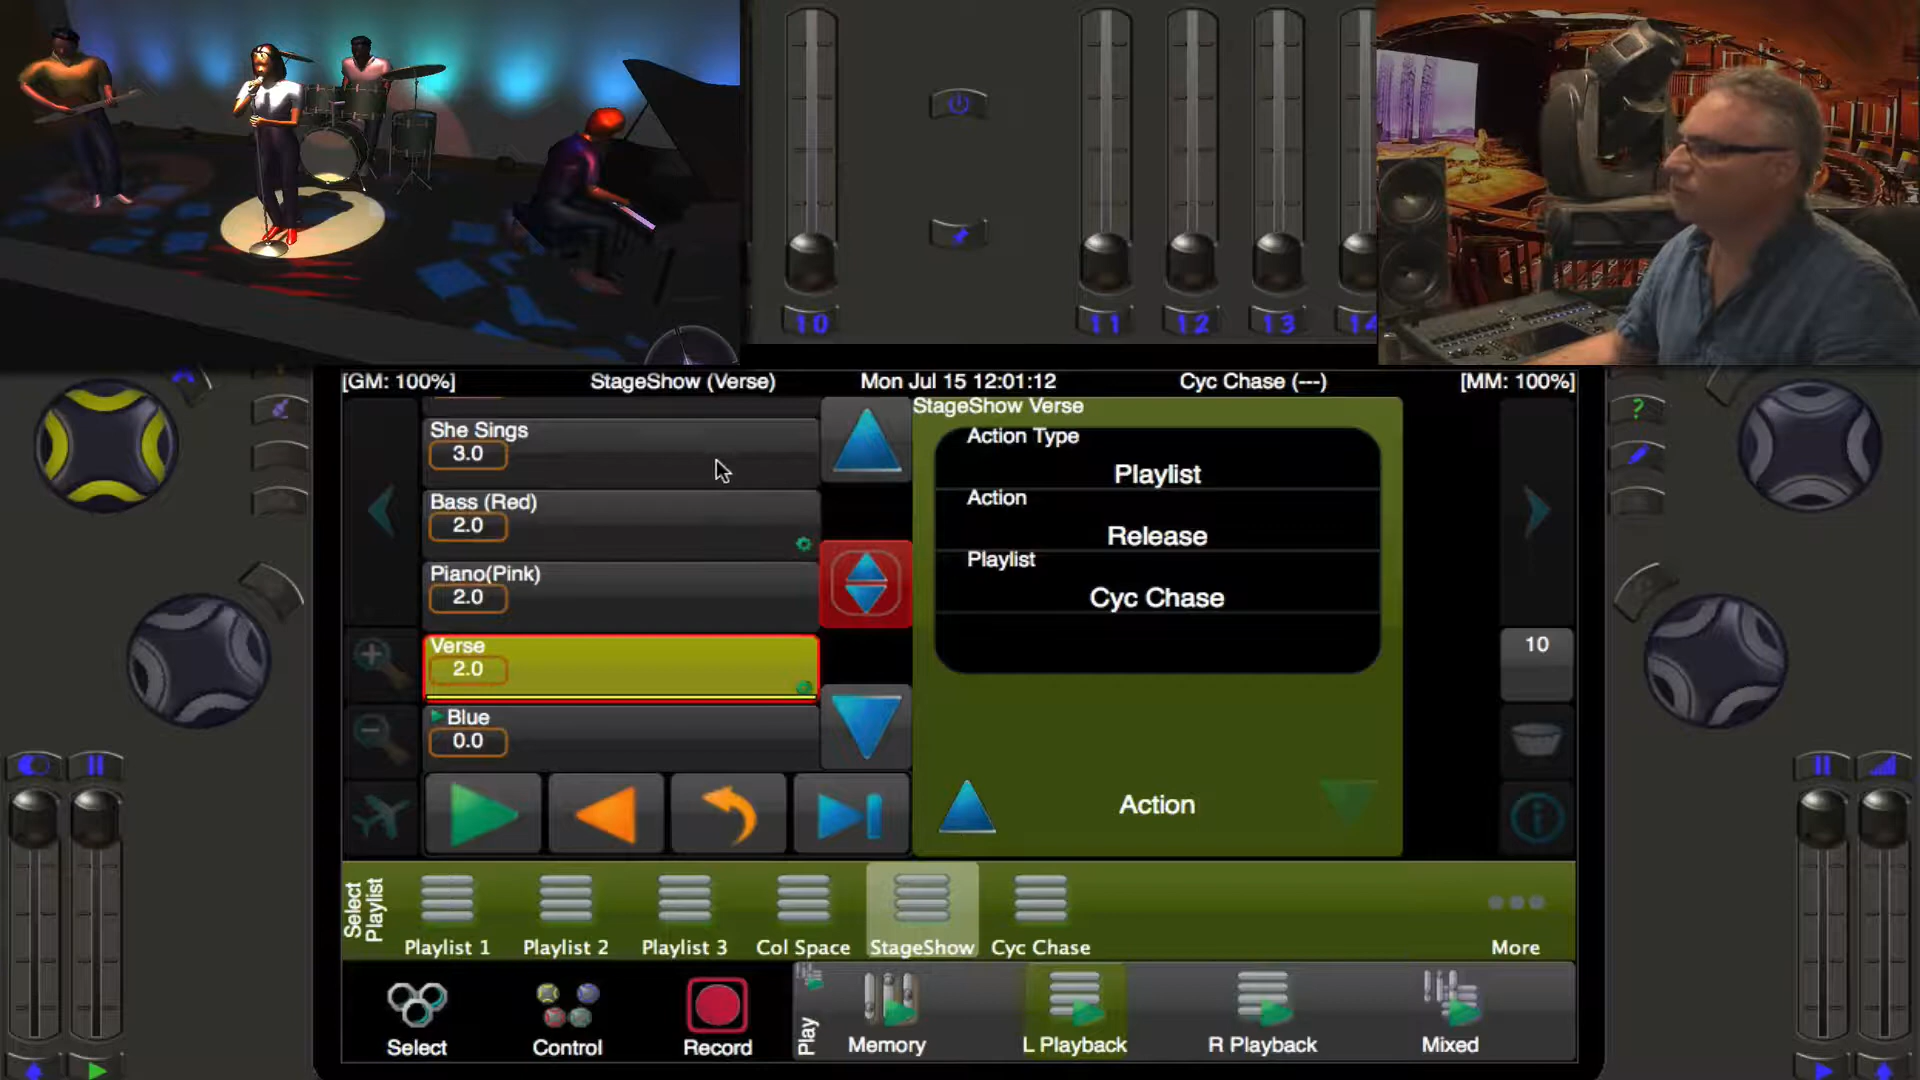 10
11
12
13
14
[GM: 100%]
StageShow (Verse)
Mon Jul 15 12:01:12
Cyc Chase (---)
[MM: 100%]
She Sings
3.0
Bass (Red)
2.0
Piano(Pink)
2.0
Verse
2.0
Blue
0.0
StageShow Verse
Action Type
Playlist
Action
Release
Playlist
Cyc Chase
Action
?
10
Select
Playlist
Playlist 1
Playlist 2
Playlist 3
Col Space
StageShow
Cyc Chase
More
Select
Control
Record
Play
Memory
L Playback
R Playback
Mixed